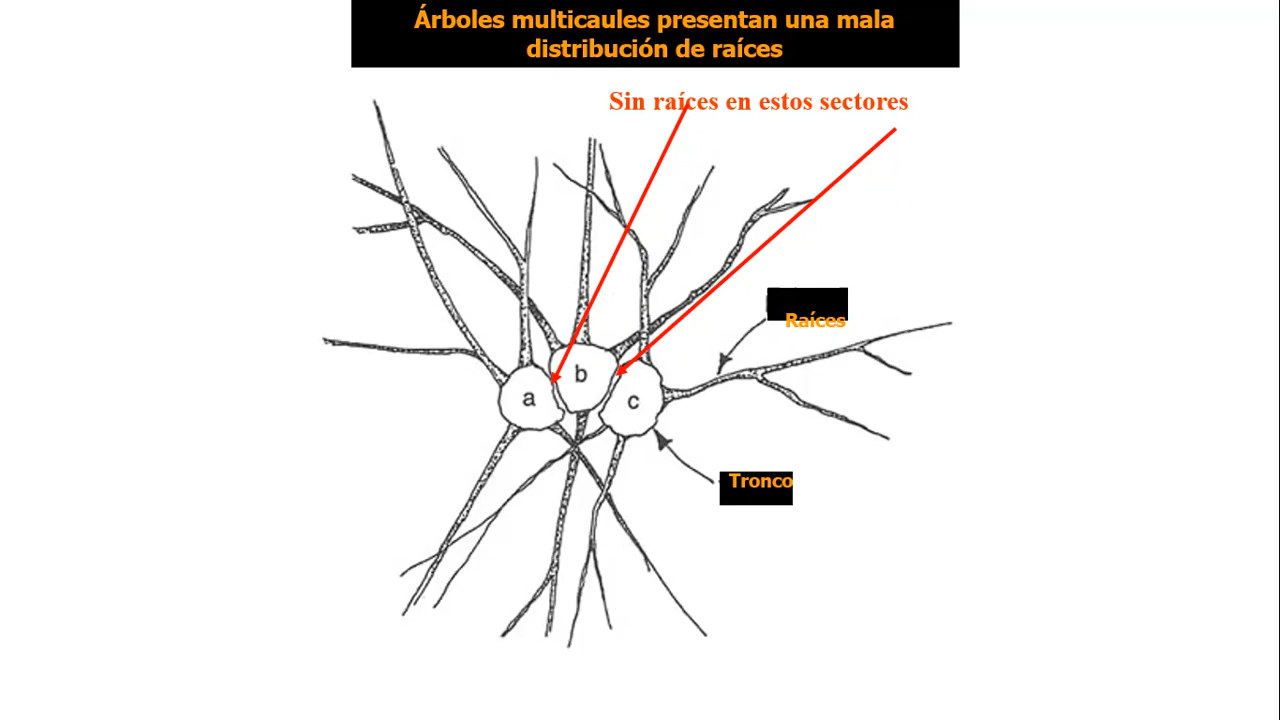 Árboles multicaules presentan una mala
distribución de raíces
Sin raíces en estos sectores
Raíces
b
a
c
Tronco